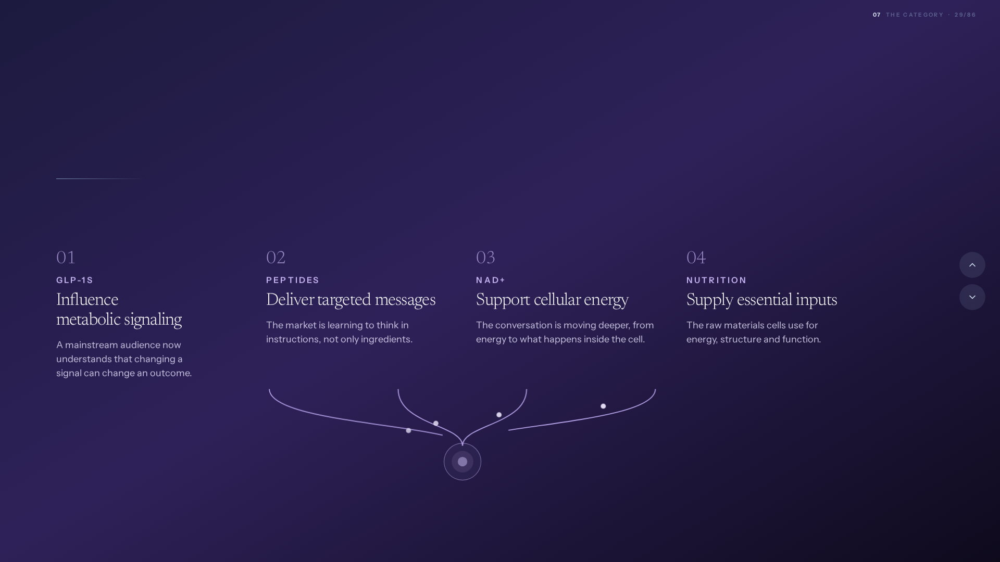 07 THE CATEGORY · 29/86
01
GLP-1S
Influence
metabolic signaling
A mainstream audience now
understands that changing a
signal can change an outcome.
02
PEPTIDES
Deliver targeted messages
The market is learning to think in
instructions, not only ingredients.
03
NAD+
Support cellular energy
The conversation is moving deeper, from
energy to what happens inside the cell.
04
NUTRITION
Supply essential inputs
The raw materials cells use for
energy, structure and function.